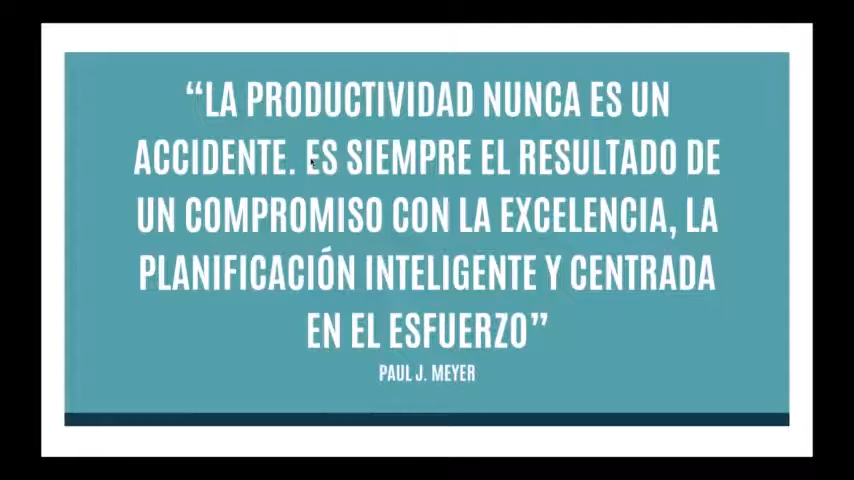 “LA PRODUCTIVIDAD NUNCA ES UN
ACCIDENTE. ES SIEMPRE EL RESULTADO DE
UN COMPROMISO CON LA EXCELENCIA, LA
PLANIFICACIÓN INTELIGENTE Y CENTRADA
EN EL ESFUERZO”
PAUL J. MEYER